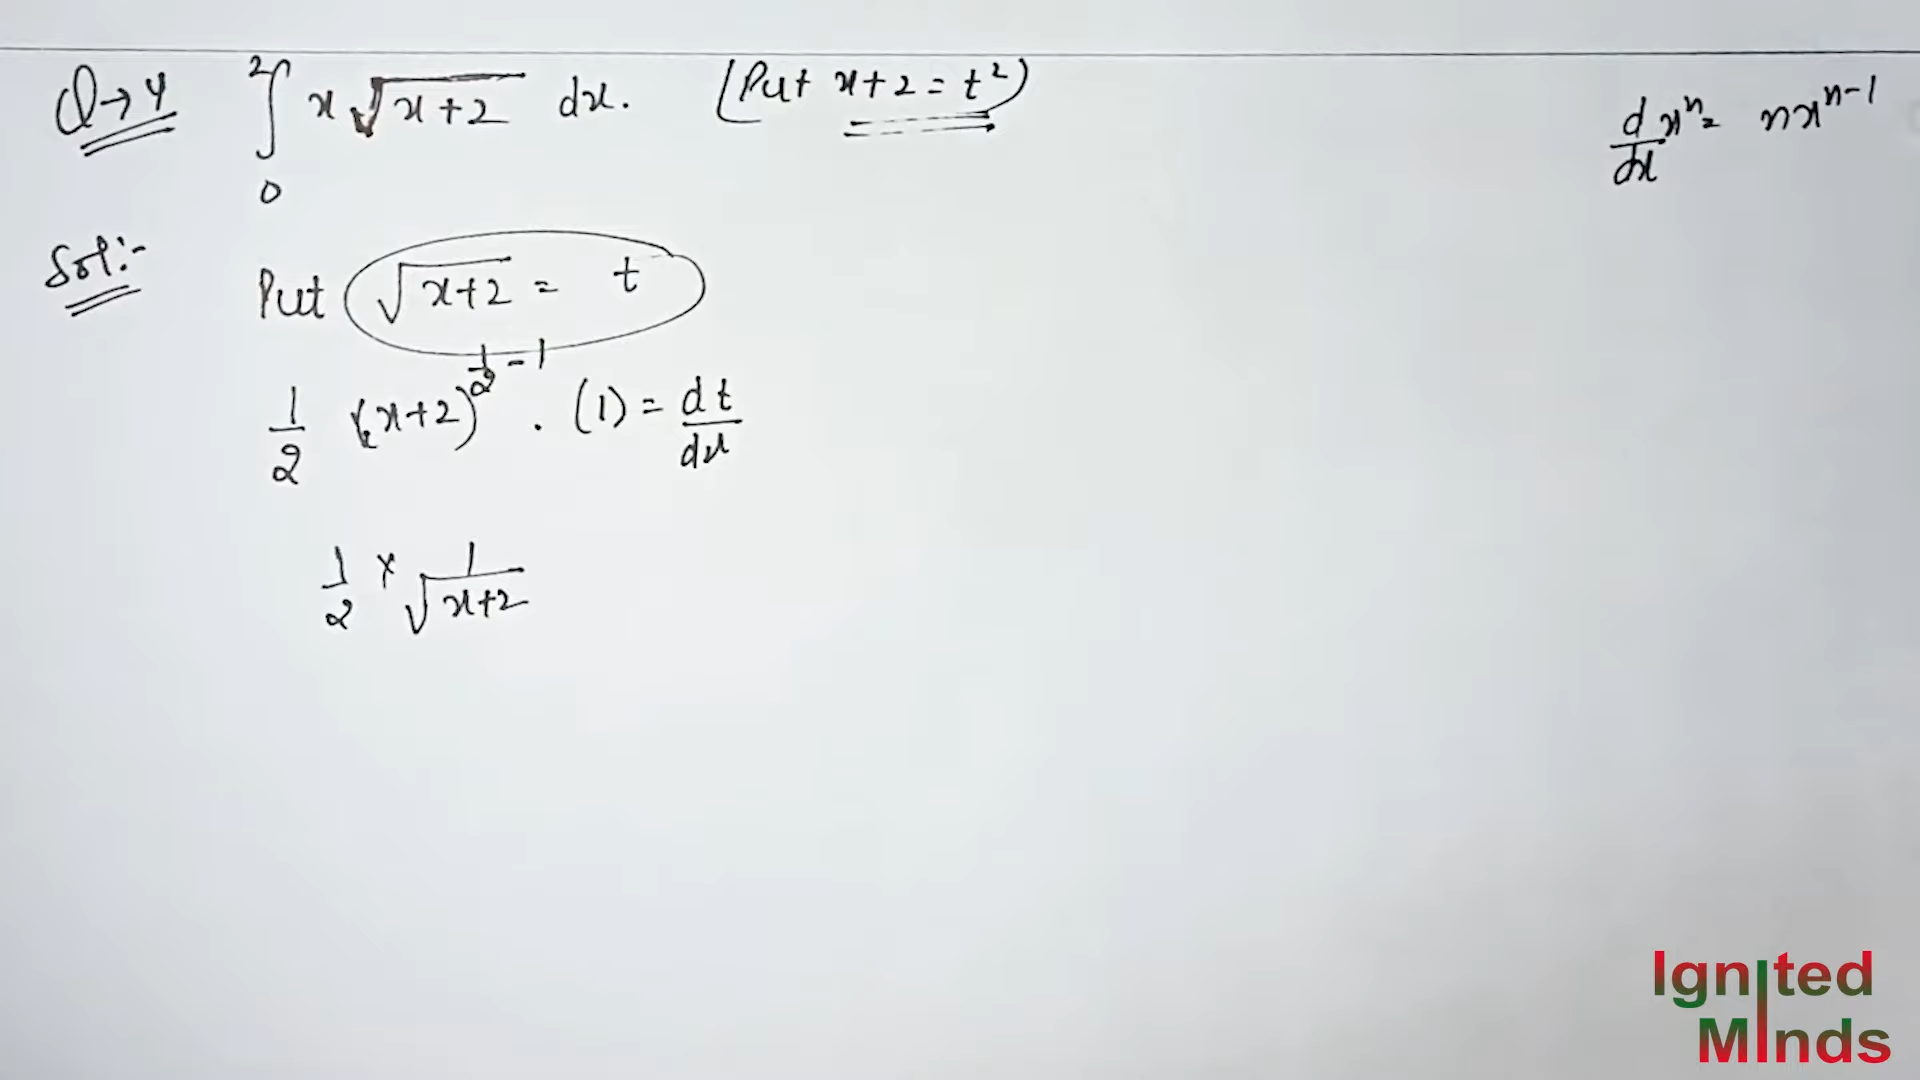 Q→4 ∫₀² x √(x+2) dx. (Put x+2 = t²)
d/dx xⁿ = nxⁿ⁻¹
Sol:-
Put √(x+2) = t
1/2 (x+2)^(1/2 - 1) . (1) = dt/dx
1/2 × 1/√(x+2)
Ignited
Minds